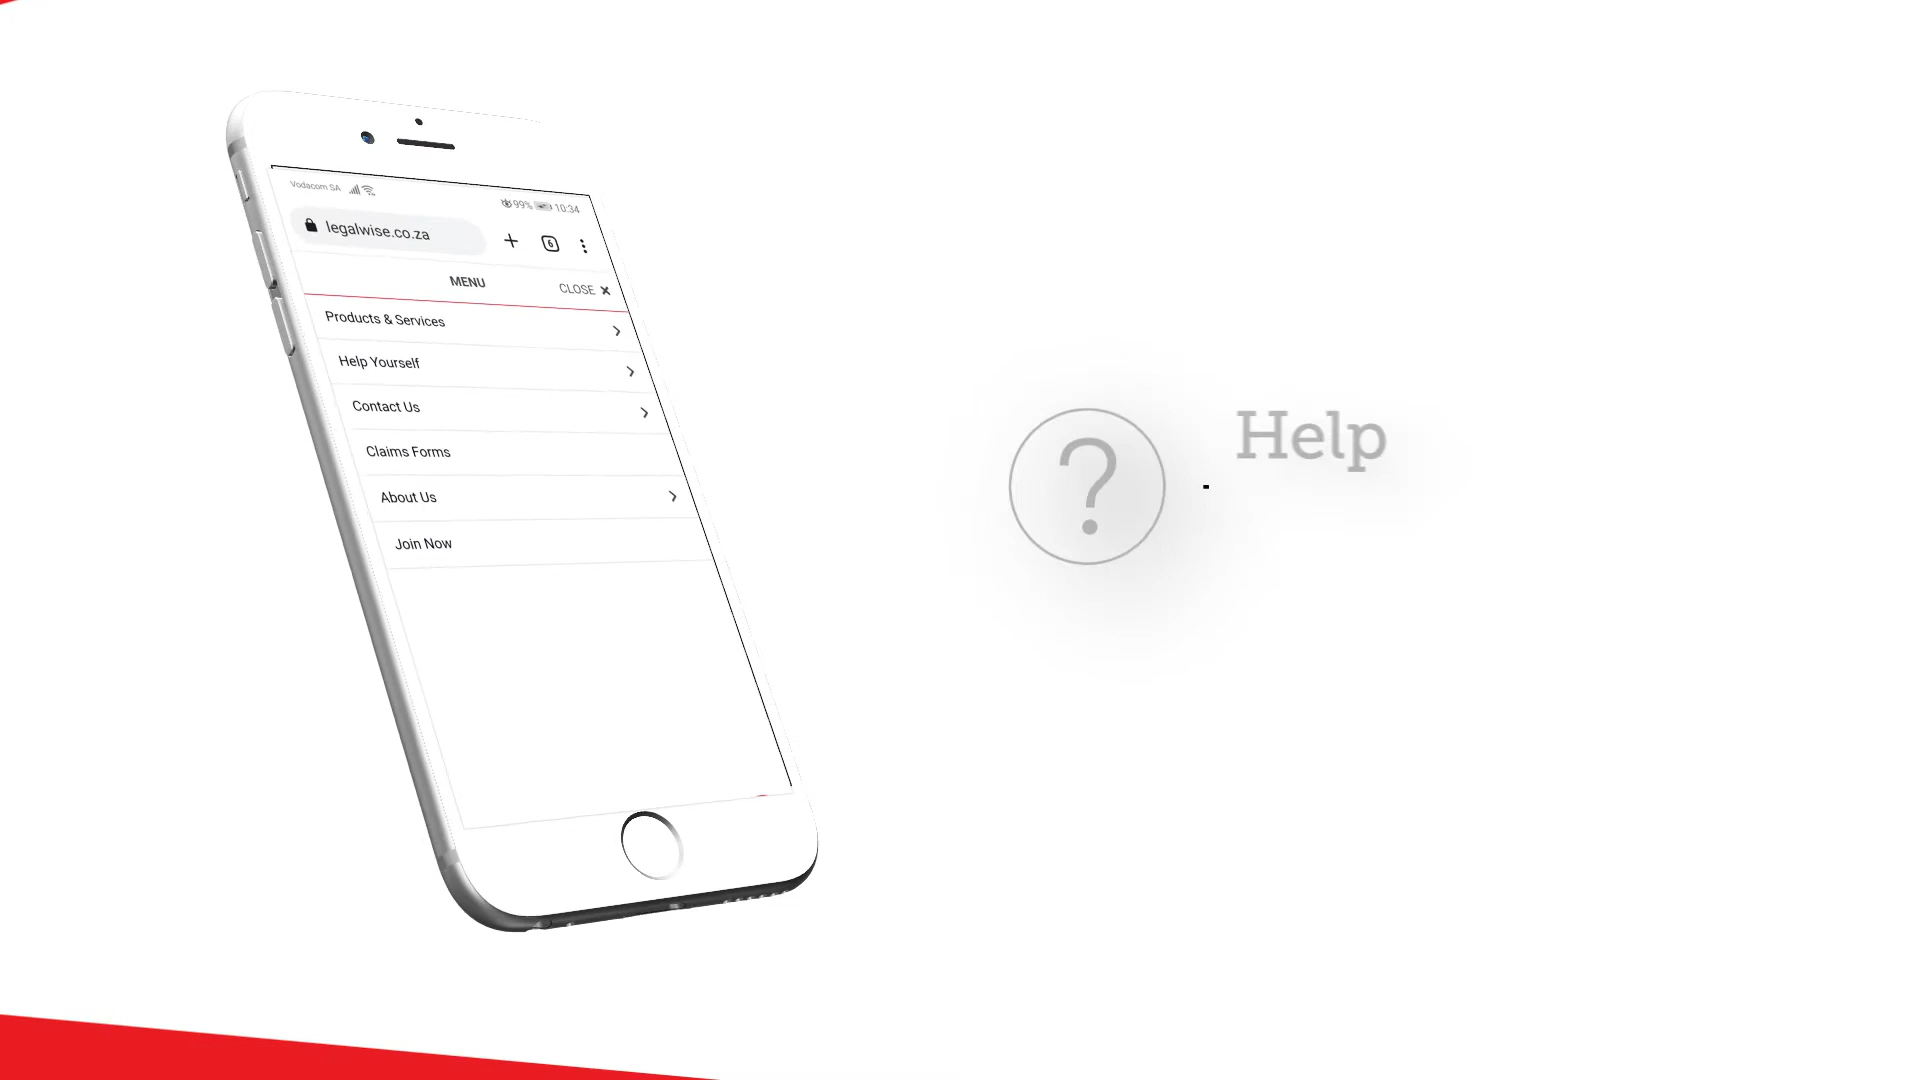 Vodacom SA
99% 10:34
legalwise.co.za
6
MENU
CLOSE ×
Products & Services
Help Yourself
Contact Us
Claims Forms
About Us
Join Now
?
Help